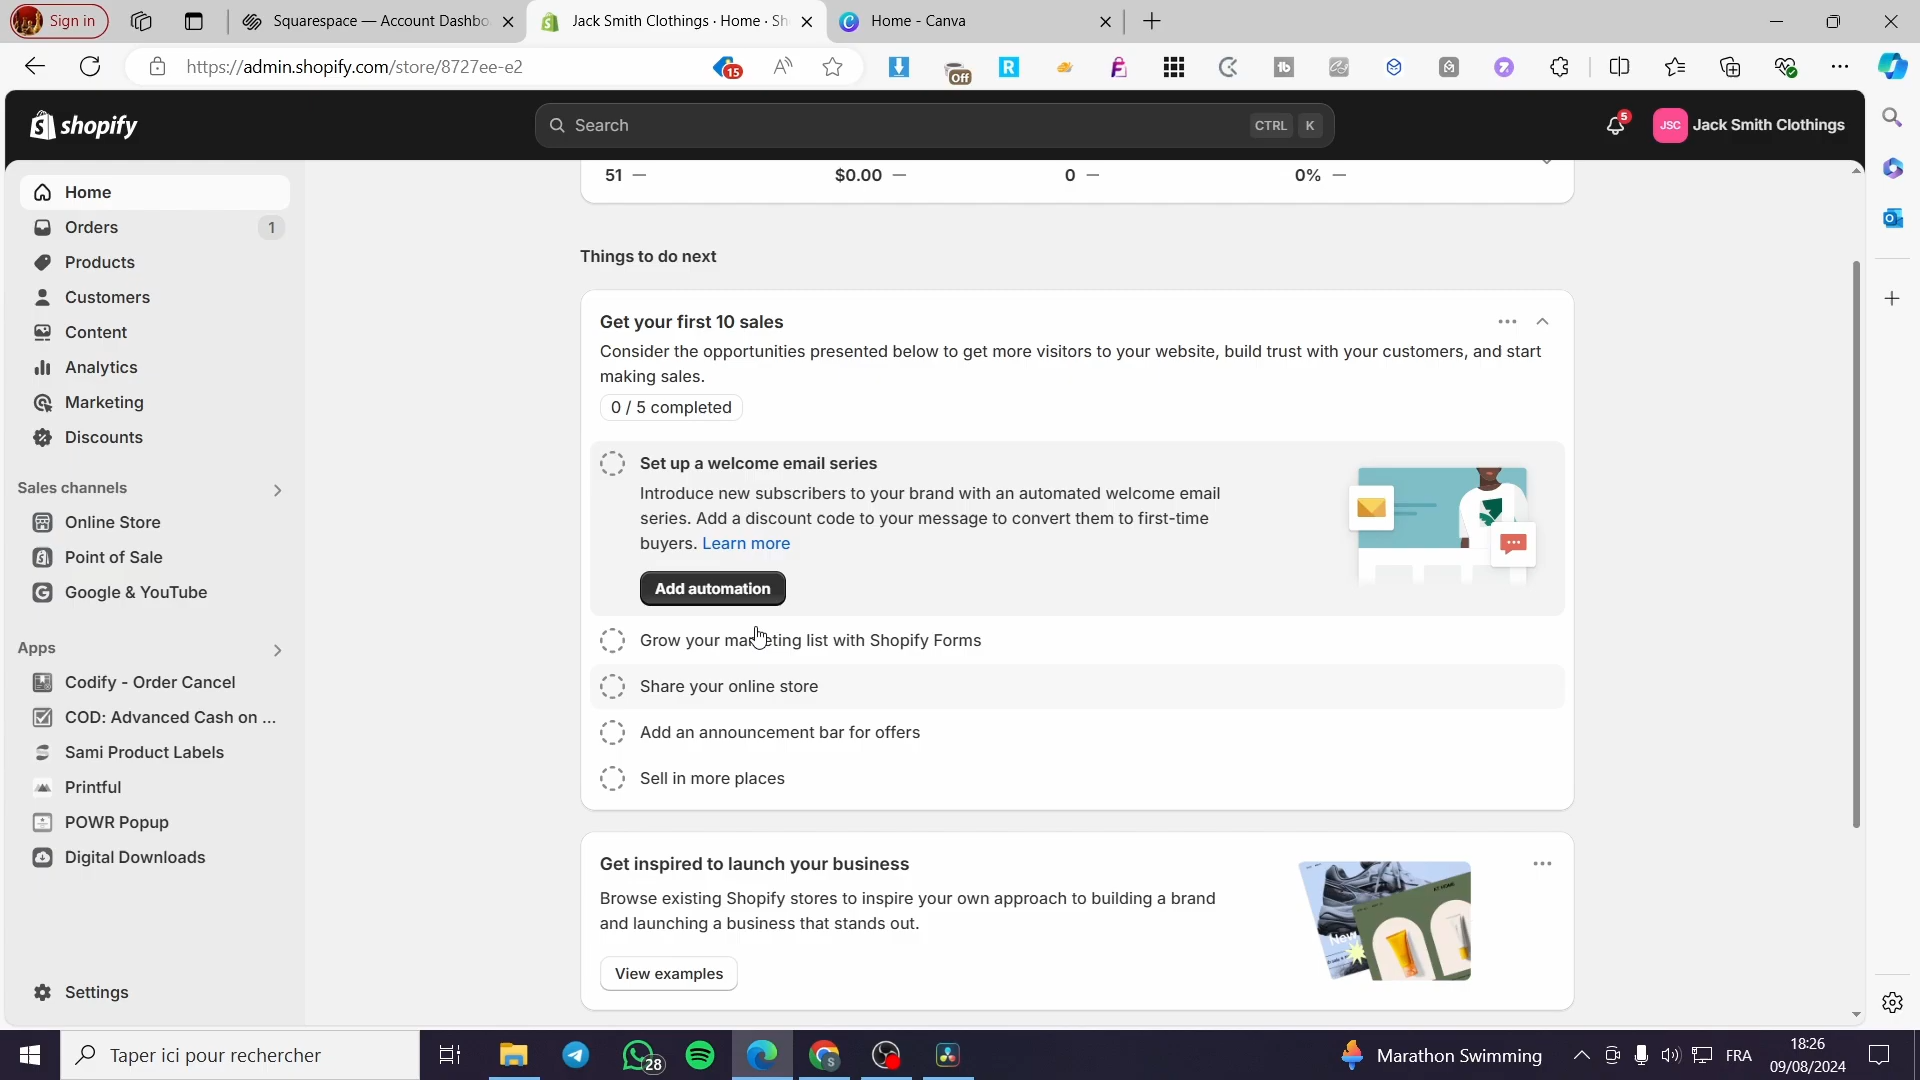 Sign in
Squarespace — Account Dashbo
Jack Smith Clothings · Home · Sh
Home - Canva
https://admin.shopify.com/store/8727ee-e2
15
Off
shopify
Search
CTRL K
5
JSC
Jack Smith Clothings
Home
Orders
1
Products
Customers
Content
Analytics
Marketing
Discounts
Sales channels
Online Store
Point of Sale
Google & YouTube
Apps
Codify - Order Cancel
COD: Advanced Cash on ...
Sami Product Labels
Printful
POWR Popup
Digital Downloads
Settings
51 —
$0.00 —
0 —
0% —
Things to do next
Get your first 10 sales
Consider the opportunities presented below to get more visitors to your website, build trust with your customers, and start
making sales.
0 / 5 completed
Set up a welcome email series
Introduce new subscribers to your brand with an automated welcome email
series. Add a discount code to your message to convert them to first-time
buyers. Learn more
Add automation
Grow your marketing list with Shopify Forms
Share your online store
Add an announcement bar for offers
Sell in more places
Get inspired to launch your business
Browse existing Shopify stores to inspire your own approach to building a brand
and launching a business that stands out.
View examples
New
AT HOME
Taper ici pour rechercher
28
Marathon Swimming
FRA
18:26
09/08/2024